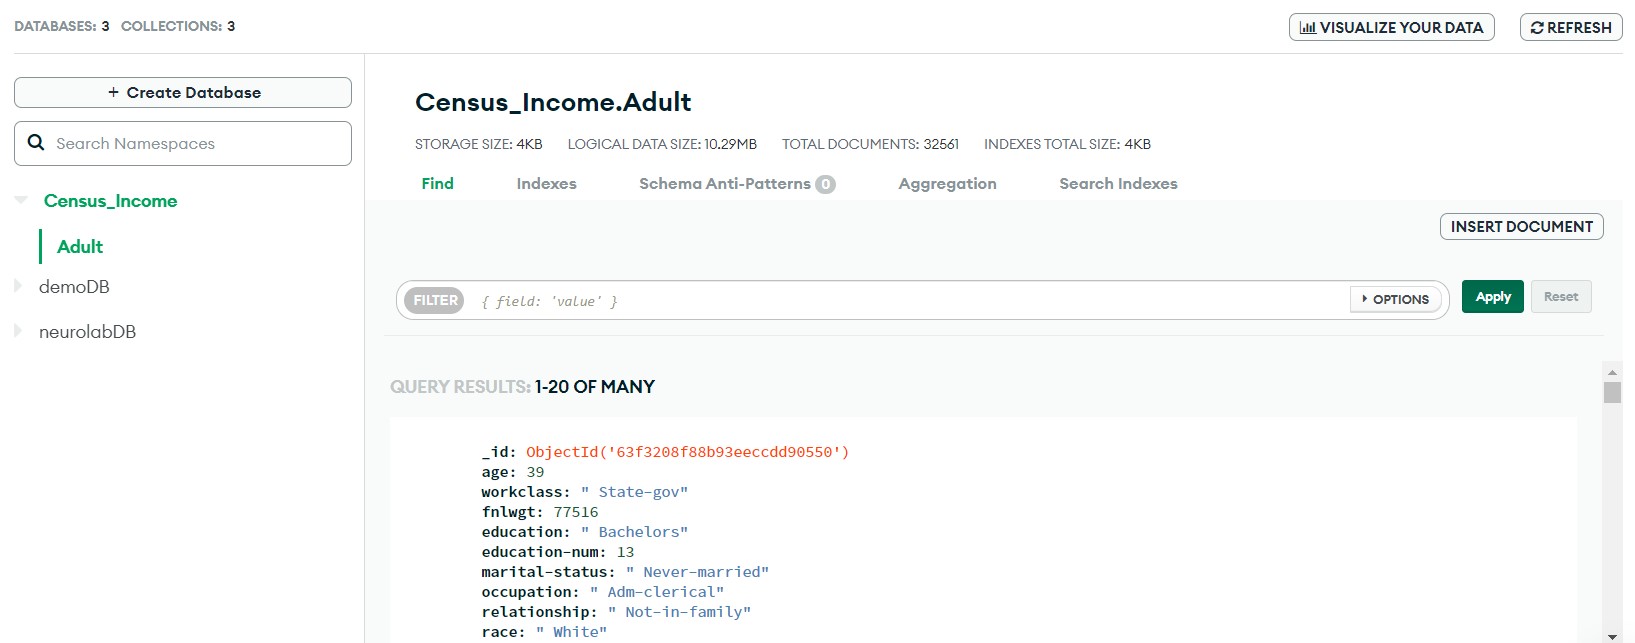 DATABASES: 3 COLLECTIONS: 3
VISUALIZE YOUR DATA
REFRESH
+ Create Database
Search Namespaces
Census_Income
Adult
demoDB
neurolabDB
Census_Income.Adult
STORAGE SIZE: 4KB LOGICAL DATA SIZE: 10.29MB TOTAL DOCUMENTS: 32561 INDEXES TOTAL SIZE: 4KB
Find Indexes Schema Anti-Patterns 0 Aggregation Search Indexes
INSERT DOCUMENT
FILTER { field: 'value' } OPTIONS Apply Reset
QUERY RESULTS: 1-20 OF MANY
_id: ObjectId('63f3208f88b93eeccdd90550')
age: 39
workclass: " State-gov"
fnlwgt: 77516
education: " Bachelors"
education-num: 13
marital-status: " Never-married"
occupation: " Adm-clerical"
relationship: " Not-in-family"
race: " White"